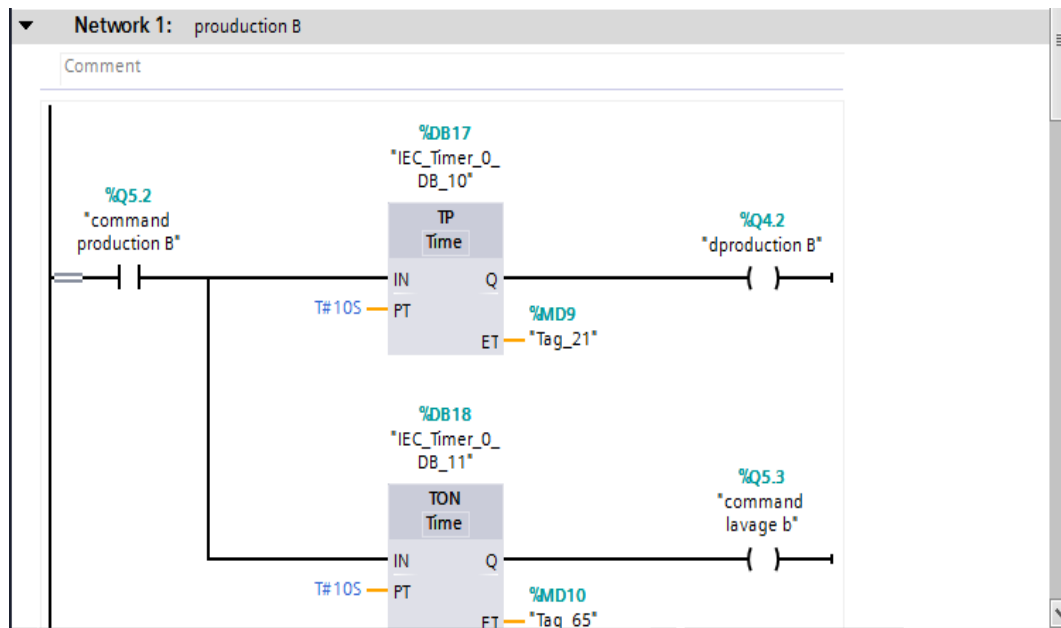 Network 1: prouduction B
Comment
%DB17
"IEC_Timer_0_
DB_10"
%Q5.2
"command
production B"
TP
Time
%Q4.2
"dproduction B"
IN Q
T#10S PT
%MD9
ET "Tag_21"
%DB18
"IEC_Timer_0_
DB_11"
%Q5.3
"command
lavage b"
TON
Time
IN Q
T#10S PT
%MD10
ET "Tag_65"